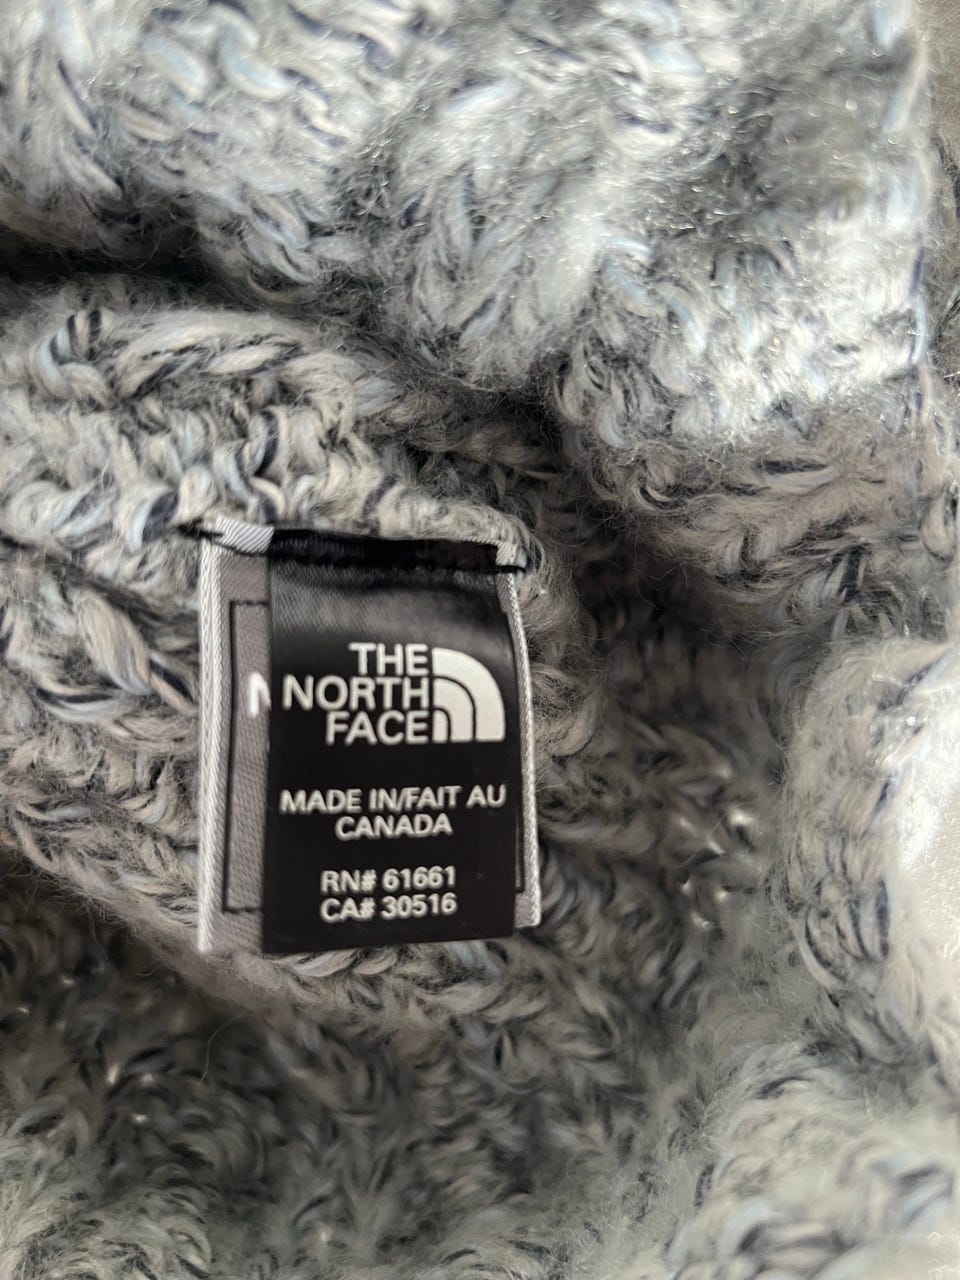 THE
NORTH
FACE
MADE IN/FAIT AU
CANADA
RN# 61661
CA# 30516